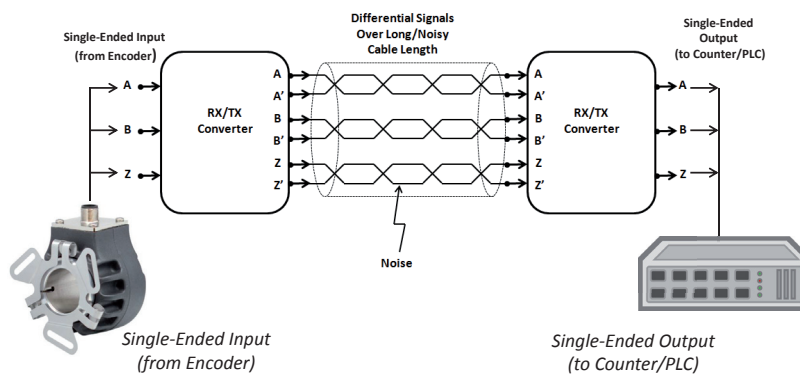 Differential Signals
Over Long/Noisy
Cable Length
Single-Ended Input
(from Encoder)
Single-Ended
Output
(to Counter/PLC)
A
B
Z
RX/TX
Converter
A
A'
B
B'
Z
Z'
A
A'
B
B'
Z
Z'
RX/TX
Converter
A
B
Z
Noise
Single-Ended Input
(from Encoder)
Single-Ended Output
(to Counter/PLC)